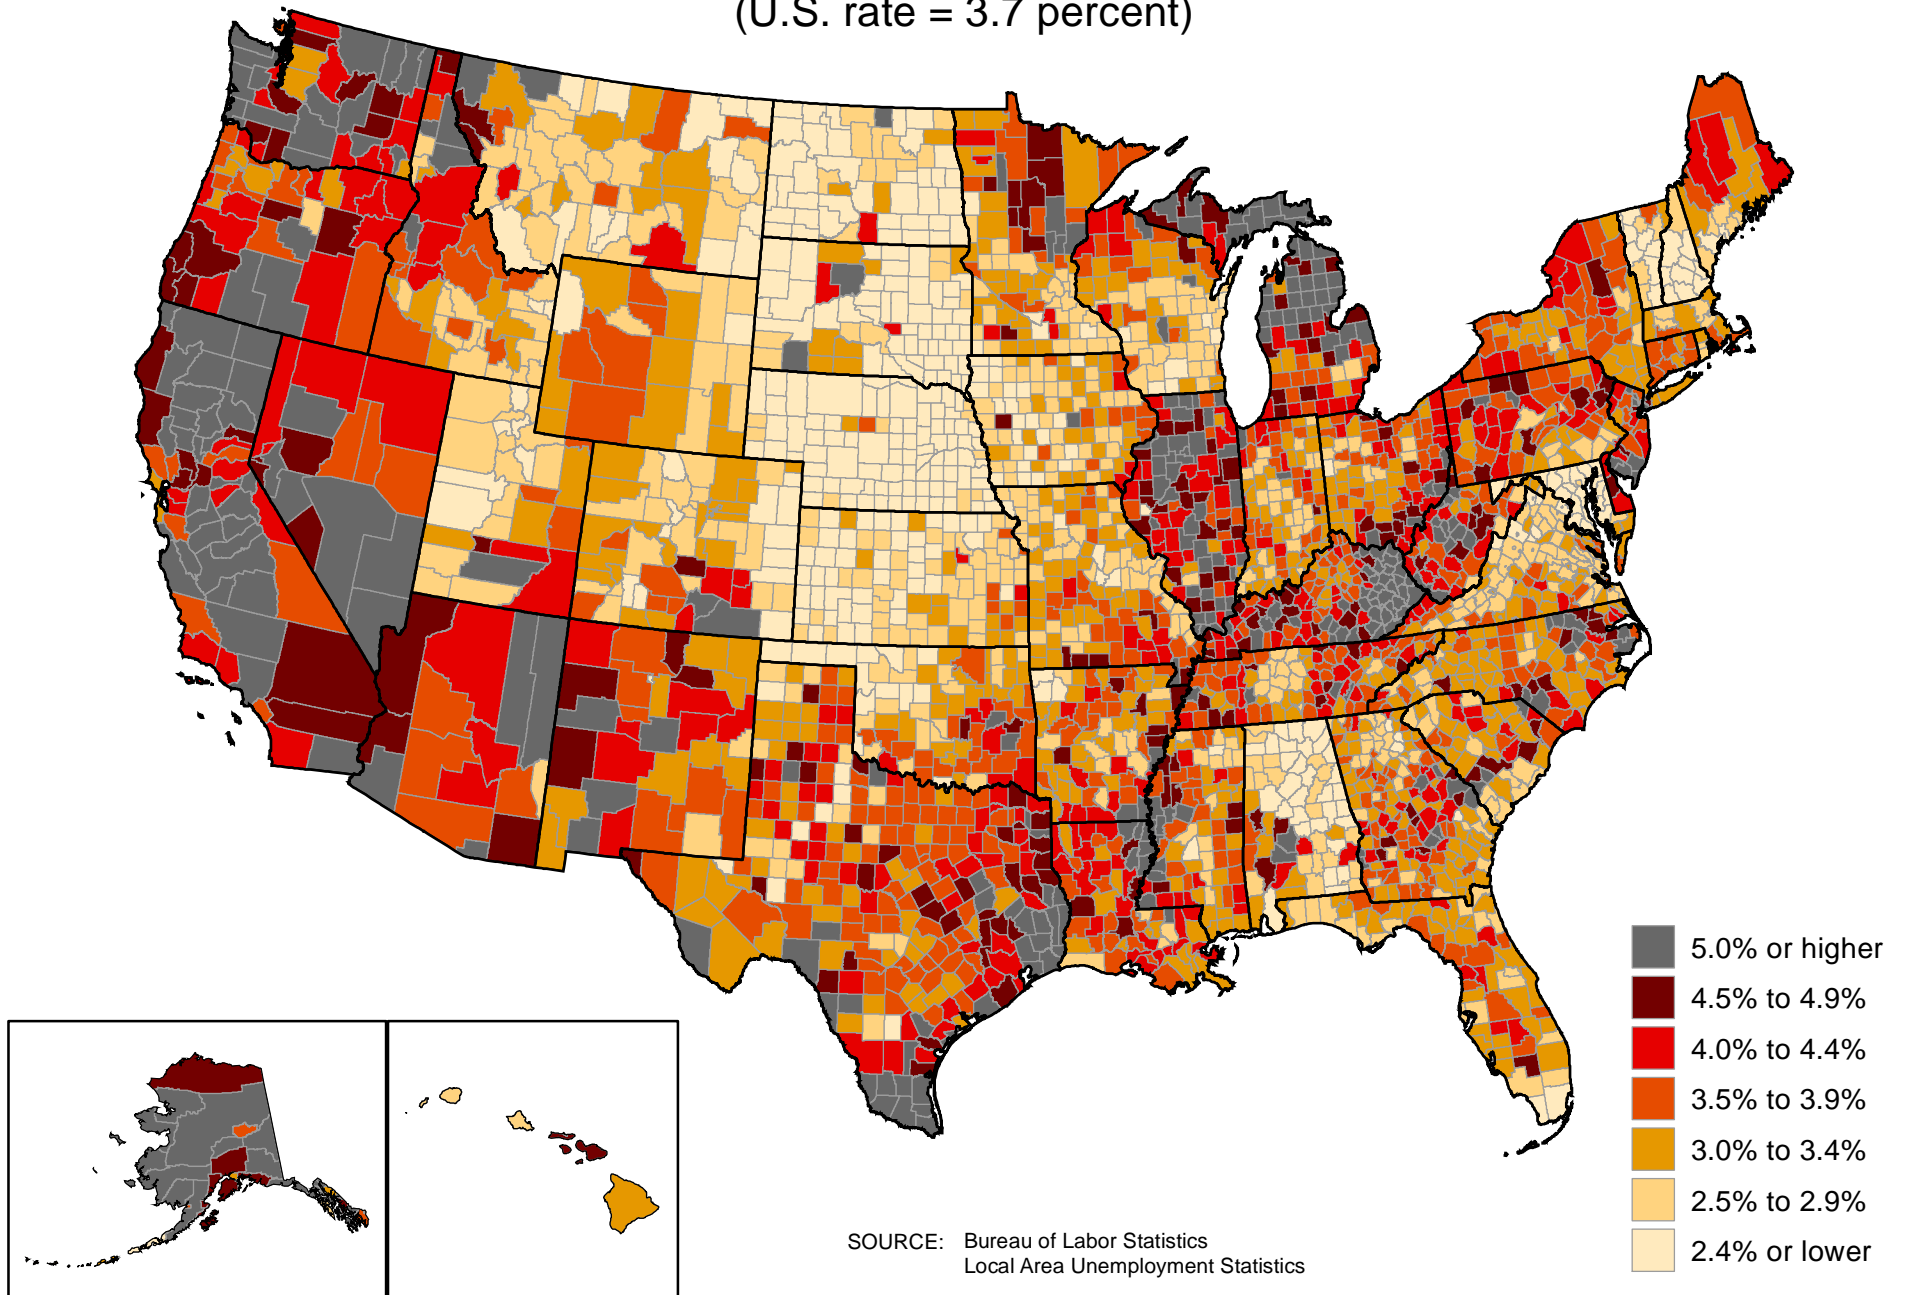 (U.S. rate = 3.7 percent)
5.0% or higher
4.5% to 4.9%
4.0% to 4.4%
3.5% to 3.9%
3.0% to 3.4%
2.5% to 2.9%
2.4% or lower
SOURCE: Bureau of Labor Statistics
Local Area Unemployment Statistics